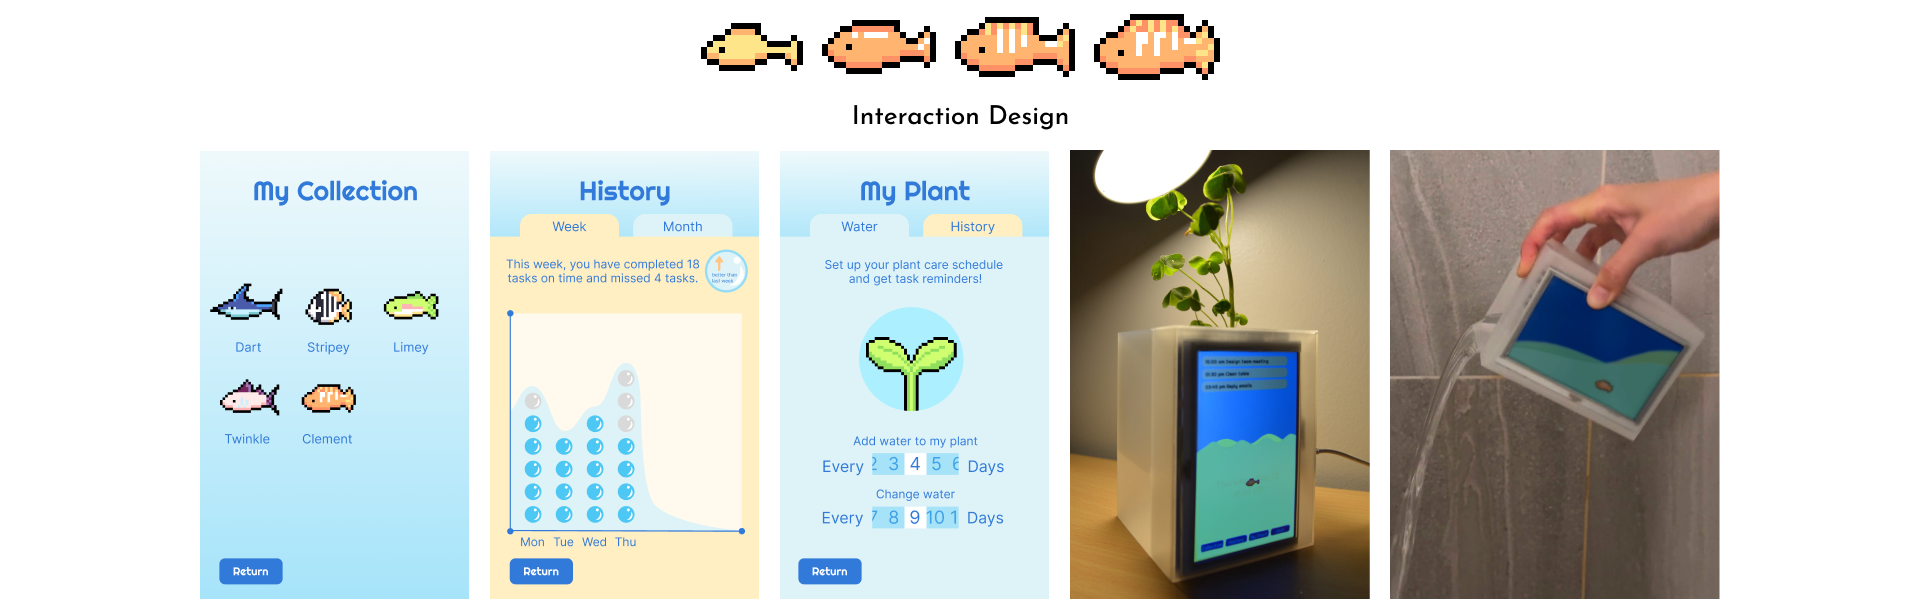 Interaction Design
My Collection
Dart
Stripey
Limey
Twinkle
Clement
Return
History
Week
Month
This week, you have completed 18
tasks on time and missed 4 tasks.
better than
last week
Mon Tue Wed Thu
Return
My Plant
Water
History
Set up your plant care schedule
and get task reminders!
Add water to my plant
Every 2 3 4 5 6 Days
Change water
Every 7 8 9 10 1 Days
Return